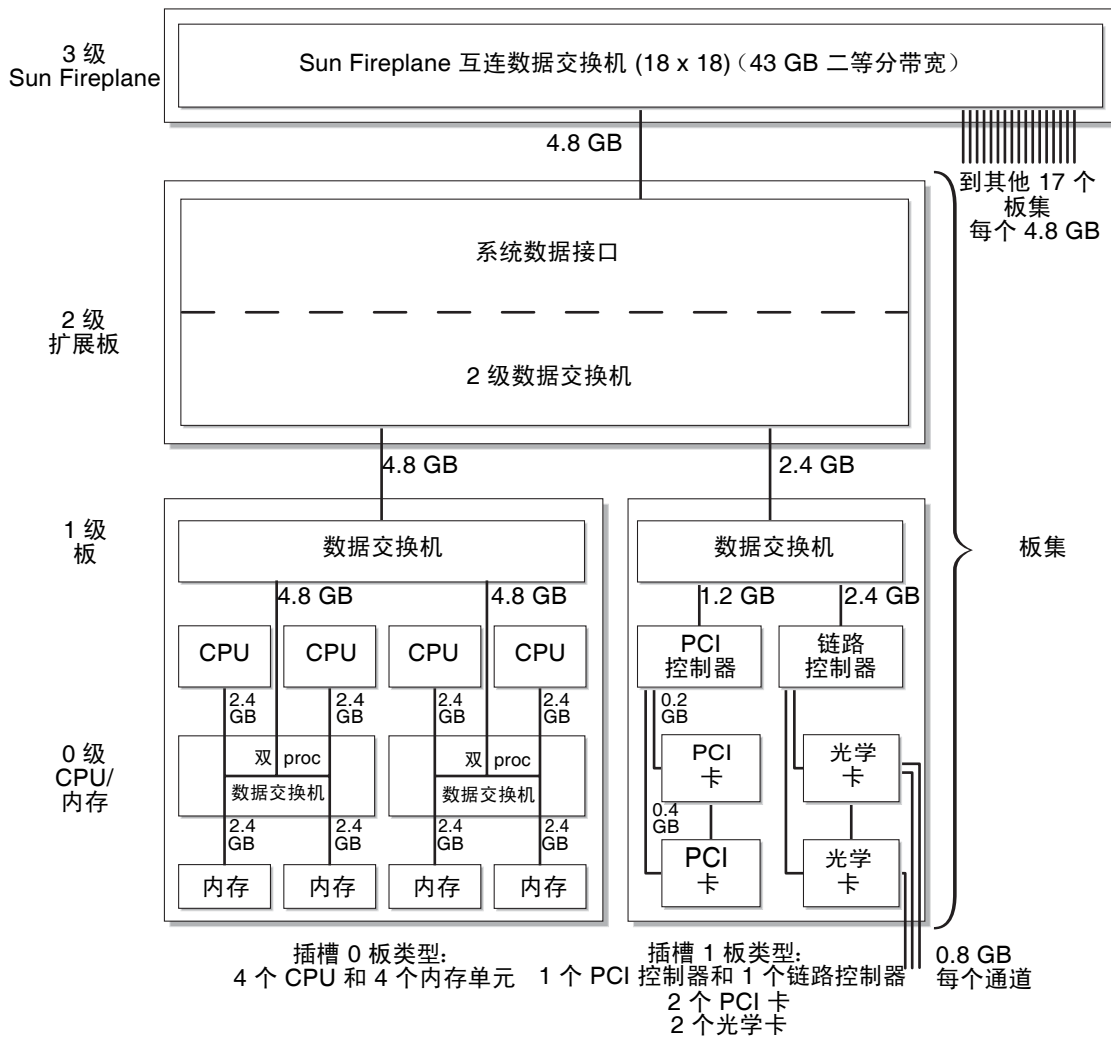 3 级
Sun Fireplane
Sun Fireplane 互连数据交换机 (18 x 18)（43 GB 二等分带宽）
4.8 GB
到其他 17 个
板集
每个 4.8 GB
2 级
扩展板
系统数据接口
2 级数据交换机
4.8 GB
2.4 GB
1 级
板
数据交换机
数据交换机
板集
4.8 GB
4.8 GB
1.2 GB
2.4 GB
CPU
CPU
CPU
CPU
PCI
控制器
链路
控制器
2.4
GB
2.4
GB
2.4
GB
2.4
GB
0.2
GB
0 级
CPU/
内存
双 proc
数据交换机
双 proc
数据交换机
PCI
卡
光学
卡
2.4
GB
2.4
GB
2.4
GB
2.4
GB
0.4
GB
内存
内存
内存
内存
PCI
卡
光学
卡
插槽 0 板类型:
4 个 CPU 和 4 个内存单元
插槽 1 板类型:
1 个 PCI 控制器和 1 个链路控制器
2 个 PCI 卡
2 个光学卡
0.8 GB
每个通道